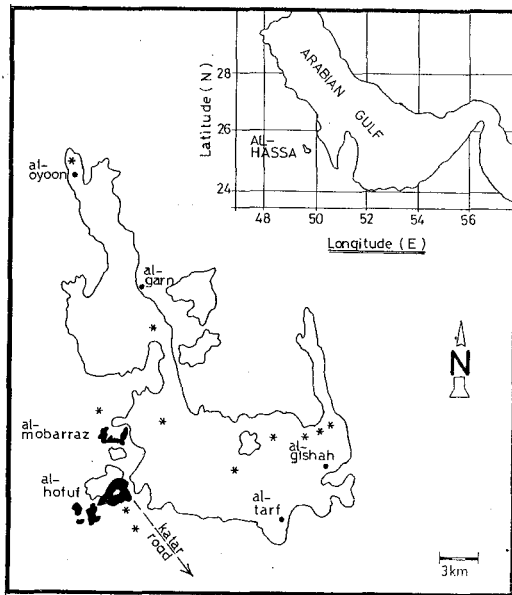 ARABIAN GULF
Latitude (N)
28
26
24
AL-
HASSA
48 50 52 54 56
Longitude (E)
al-
oyoon
al-
garn
N
al-
mobarraz
al-
gishah
al-
hofuf
al-
tarf
katar
road
3km